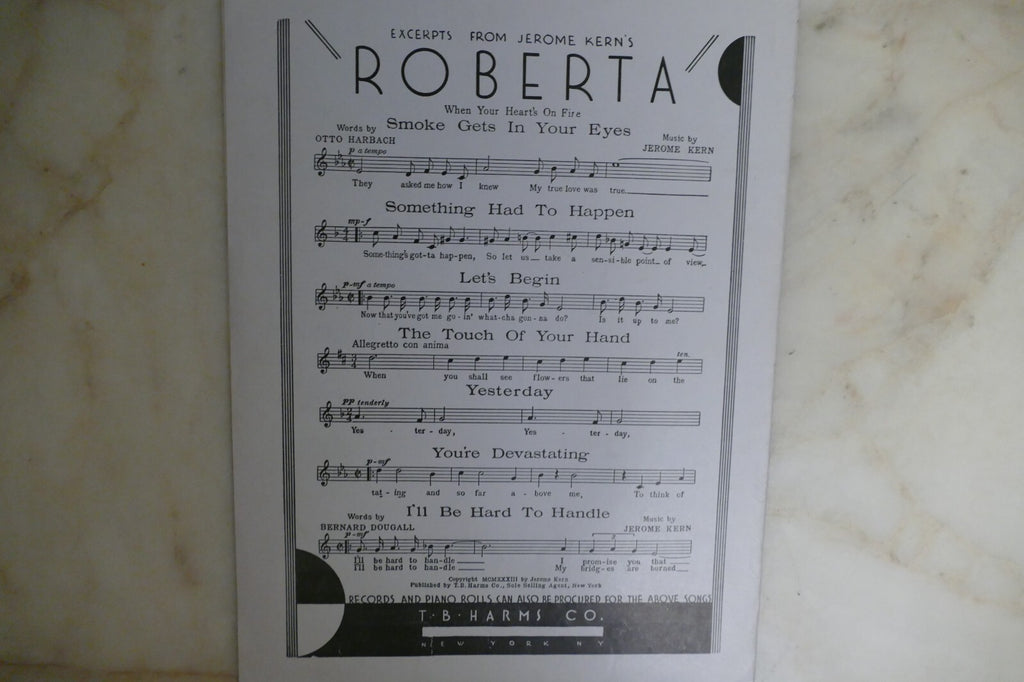 EXCERPTS FROM JEROME KERN'S
"ROBERTA"
When Your Heart's On Fire
Smoke Gets In Your Eyes
Words by
OTTO HARBACH
Music by
JEROME KERN
p a tempo
They asked me how I knew My true love was true
Something Had To Happen
mp-f
Some-thing's got-ta hap-pen, So let us take a sen-si-ble point of view
Let's Begin
p-mf a tempo
Now that you've got me go-in' what-cha gon-na do? Is it up to me?
The Touch Of Your Hand
Allegretto con anima
ten.
When you shall see flow-ers that lie on the
Yesterday
pp tenderly
Yes - ter - day, Yes - ter - day,
You're Devastating
p-mf
tat-ing and so far a-bove me, To think of
I'll Be Hard To Handle
Words by
BERNARD DOUGALL
Music by
JEROME KERN
p-mf
3
I'll be hard to han-dle I prom-ise you that
I'll be hard to han-dle My bridg-es are burned
Copyright MCMXXXIII by Jerome Kern
Published by T.B. Harms Co., Sole Selling Agent, New York
RECORDS AND PIANO ROLLS CAN ALSO BE PROCURED FOR THE ABOVE SONGS
T·B·HARMS CO.
NEW YORK NY